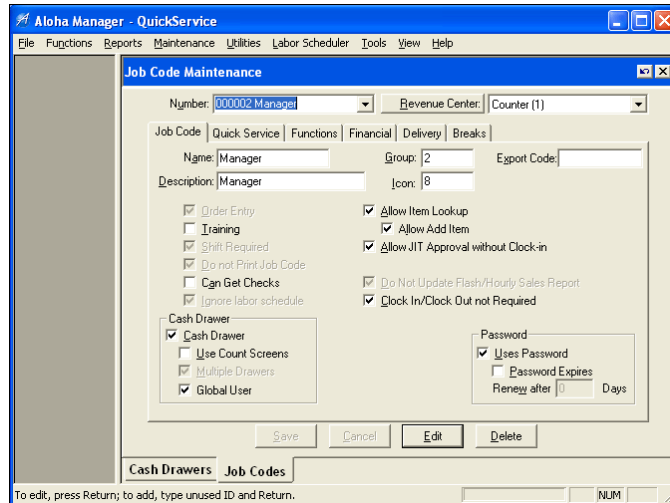 Aloha Manager - QuickService
File Functions Reports Maintenance Utilities Labor Scheduler Tools View Help
Job Code Maintenance
Number: 000002 Manager Revenue Center: Counter (1)
Job Code Quick Service Functions Financial Delivery Breaks
Name: Manager Group: 2 Export Code:
Description: Manager Icon: 8
Order Entry Allow Item Lookup
Training Allow Add Item
Shift Required Allow JIT Approval without Clock-in
Do not Print Job Code
Can Get Checks Do Not Update Flash/Hourly Sales Report
Ignore labor schedule Clock In/Clock Out not Required
Cash Drawer Password
Cash Drawer Uses Password
Use Count Screens Password Expires
Multiple Drawers Renew after 0 Days
Global User
Save Cancel Edit Delete
Cash Drawers Job Codes
To edit, press Return; to add, type unused ID and Return. NUM